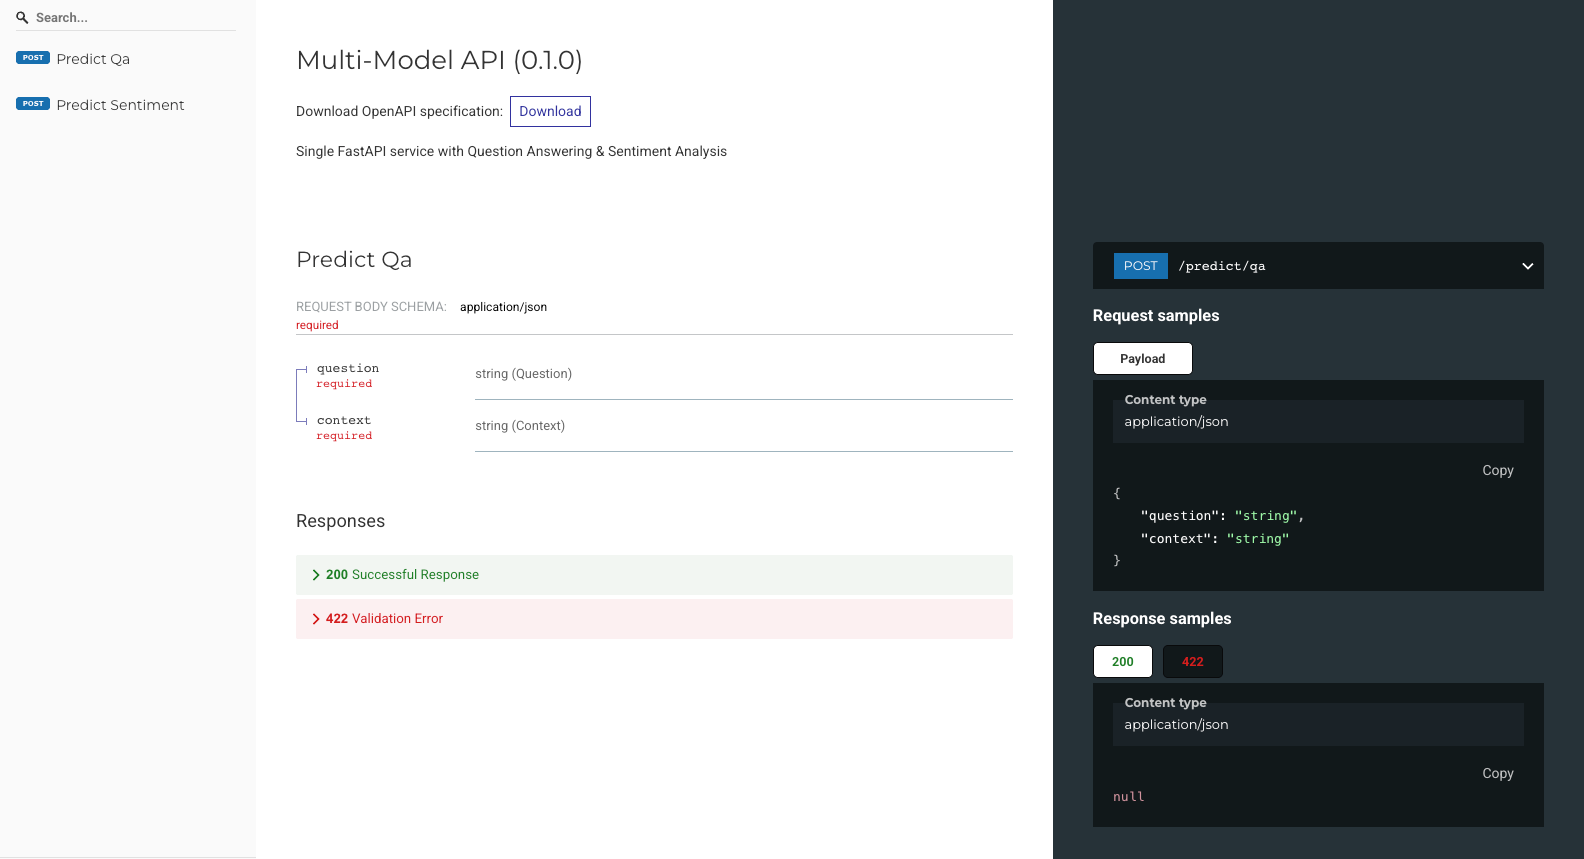 Search...
POST Predict Qa
POST Predict Sentiment
Multi-Model API (0.1.0)
Download OpenAPI specification: Download
Single FastAPI service with Question Answering & Sentiment Analysis
Predict Qa
REQUEST BODY SCHEMA: application/json
required
question
required
string (Question)
context
required
string (Context)
Responses
200 Successful Response
422 Validation Error
POST /predict/qa
Request samples
Payload
Content type
application/json
Copy
{
"question": "string",
"context": "string"
}
Response samples
200 422
Content type
application/json
Copy
null